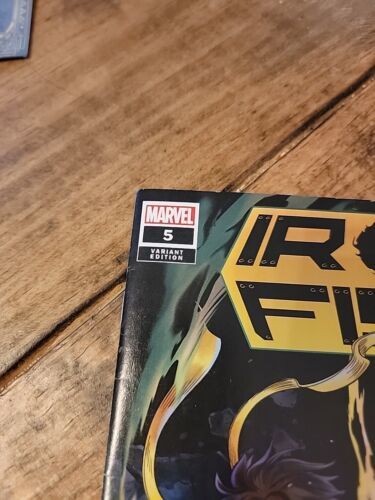 MARVEL
5
VARIANT
EDITION
IR
FI